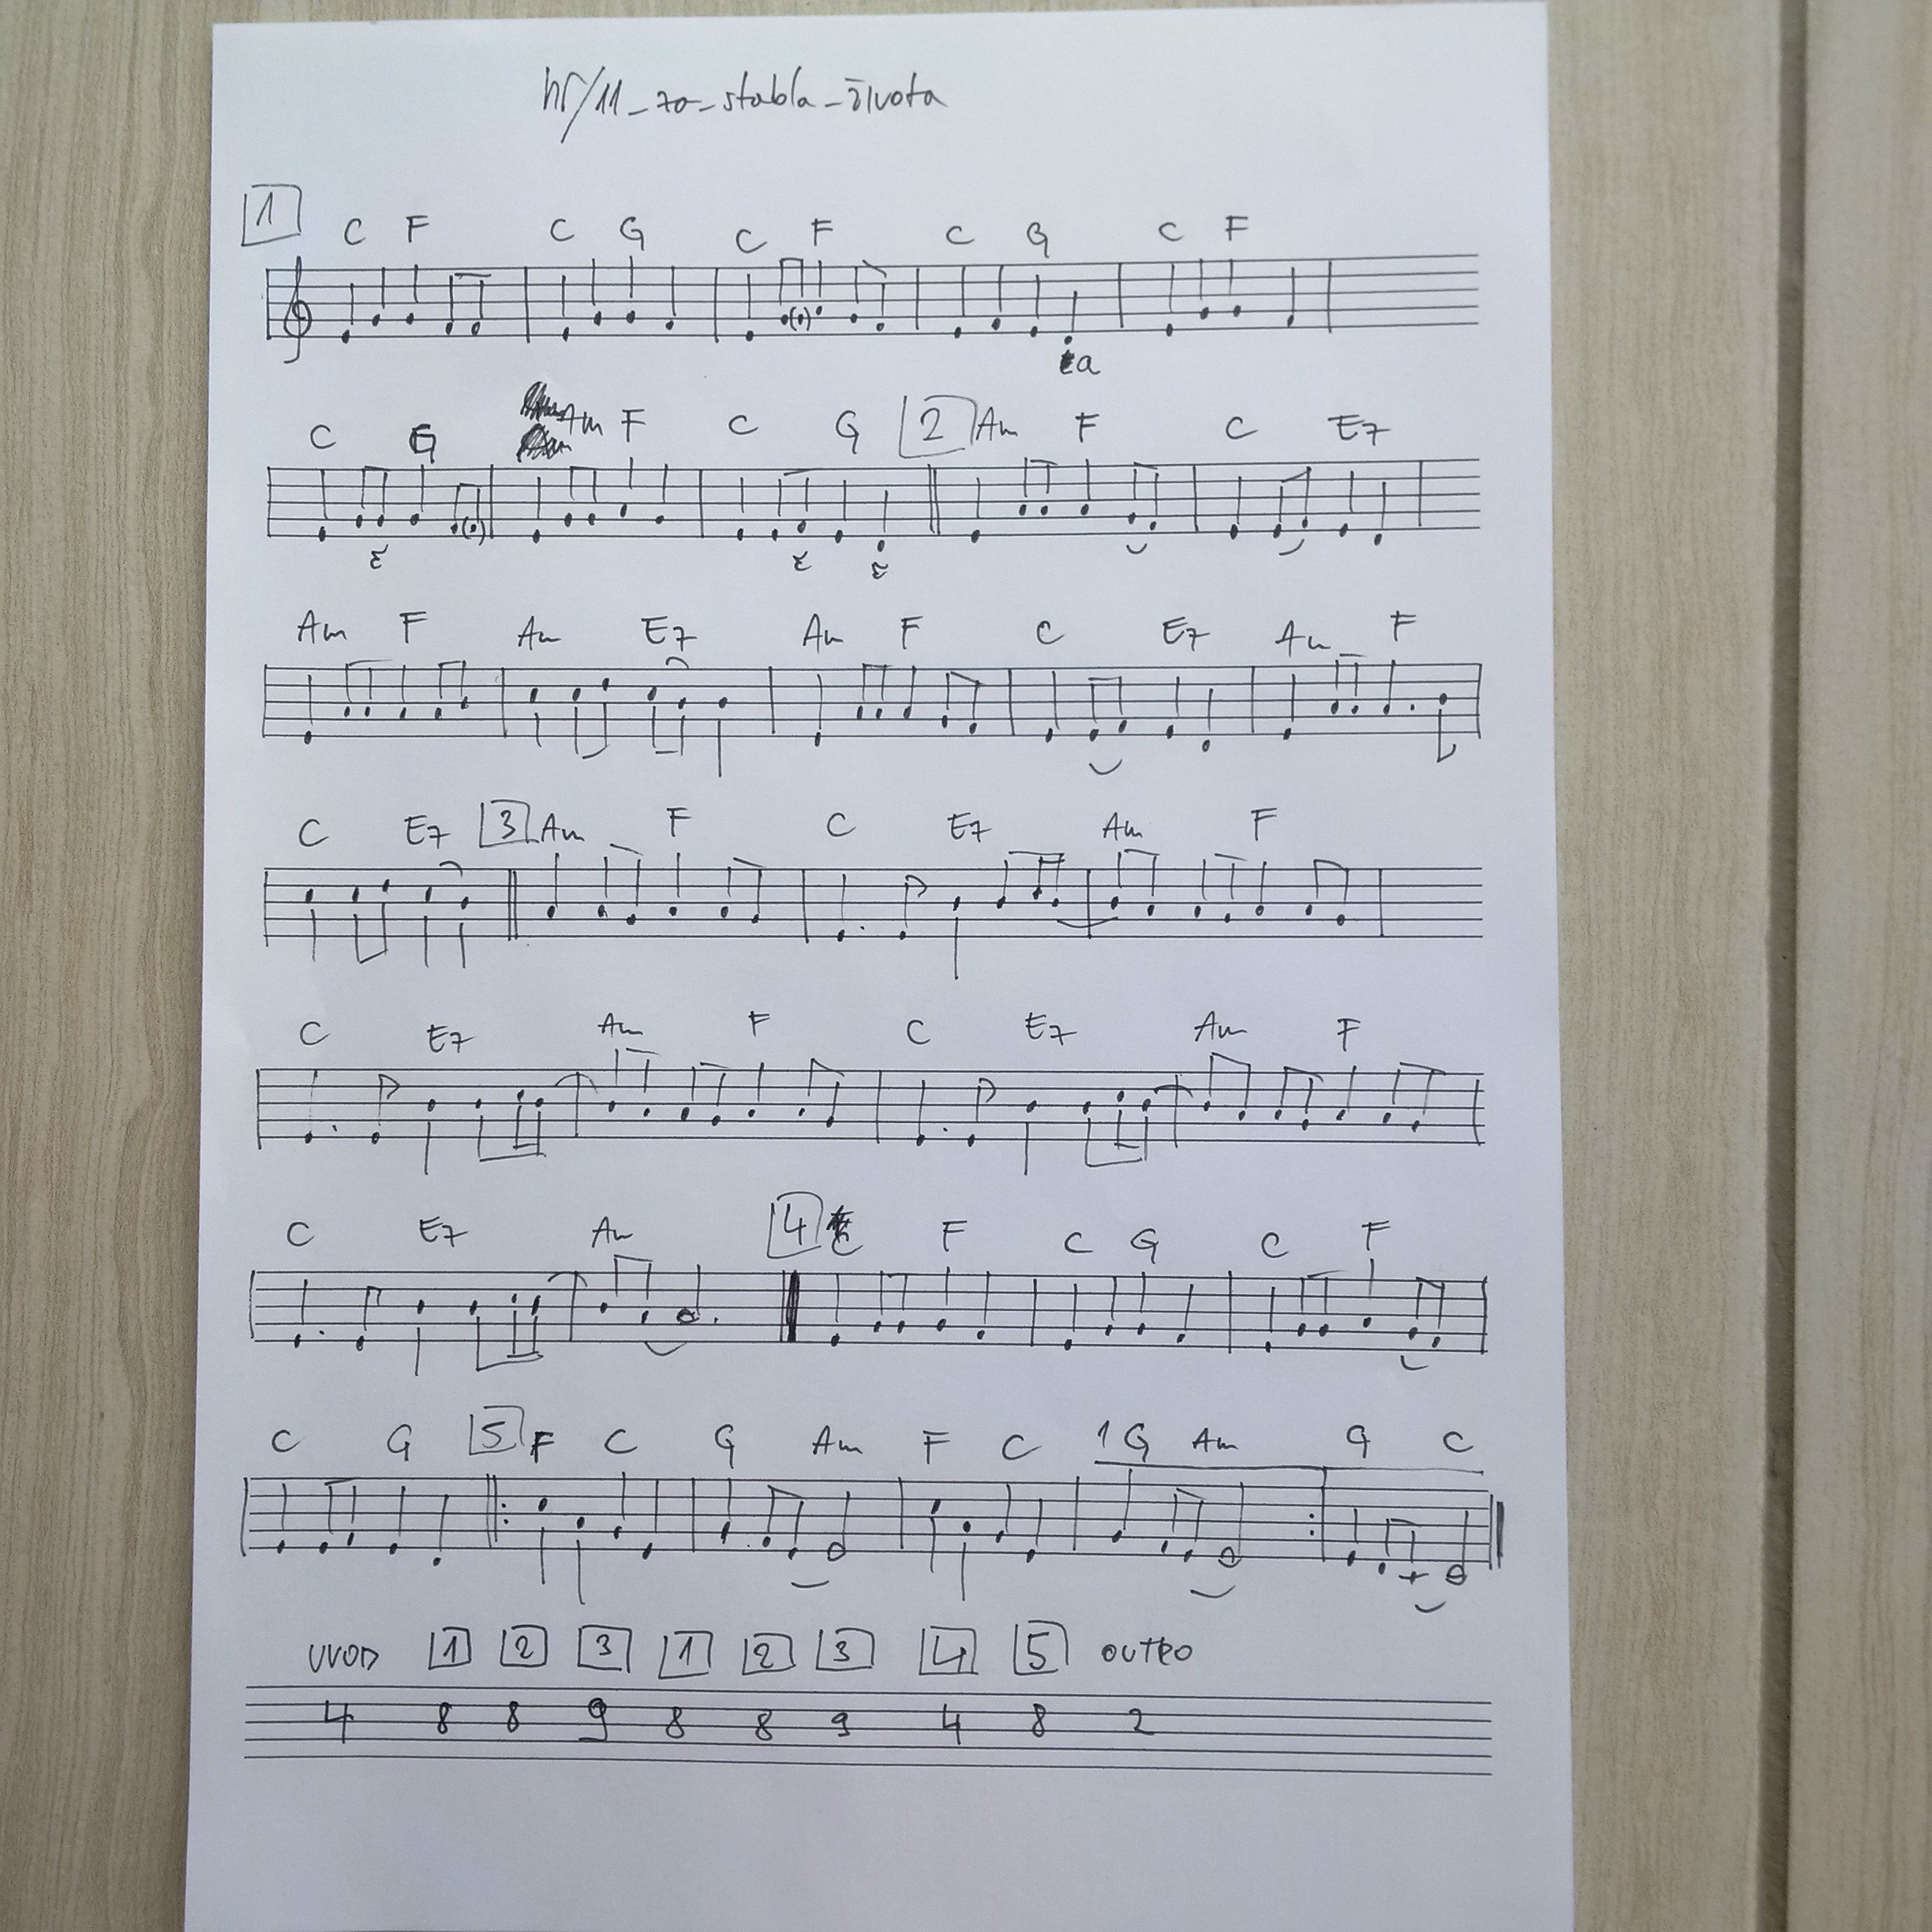 hr/11_za_stabla_života
1 C F C G C F C G C F
ta
C G Am F C G 2 Am F C E7
Am F Am E7 Am F C E7 Am F
C E7 3 Am F C E7 Am F
C E7 Am F C E7 Am F
C E7 Am 4 C F C G C F
C G 5 F C G Am F C 1 G Am G C
UVOD 1 2 3 1 2 3 4 5 OUTRO
4 8 8 9 8 8 9 4 8 2